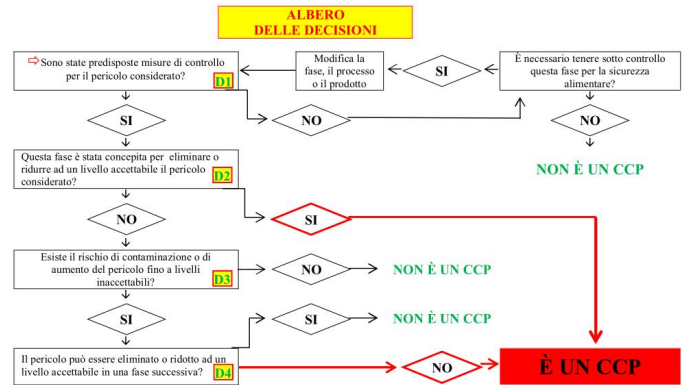 ALBERO
DELLE DECISIONI
⇨Sono state predisposte misure di controllo
per il pericolo considerato?
D1
Modifica la
fase, il processo
o il prodotto
SI
È necessario tenere sotto controllo
questa fase per la sicurezza
alimentare?
SI
NO
NO
NON È UN CCP
Questa fase è stata concepita per eliminare o
ridurre ad un livello accettabile il pericolo
considerato?
D2
NO
SI
Esiste il rischio di contaminazione o di
aumento del pericolo fino a livelli
inaccettabili?
D3
NO
NON È UN CCP
SI
SI
NON È UN CCP
Il pericolo può essere eliminato o ridotto ad un
livello accettabile in una fase successiva?
D4
NO
È UN CCP